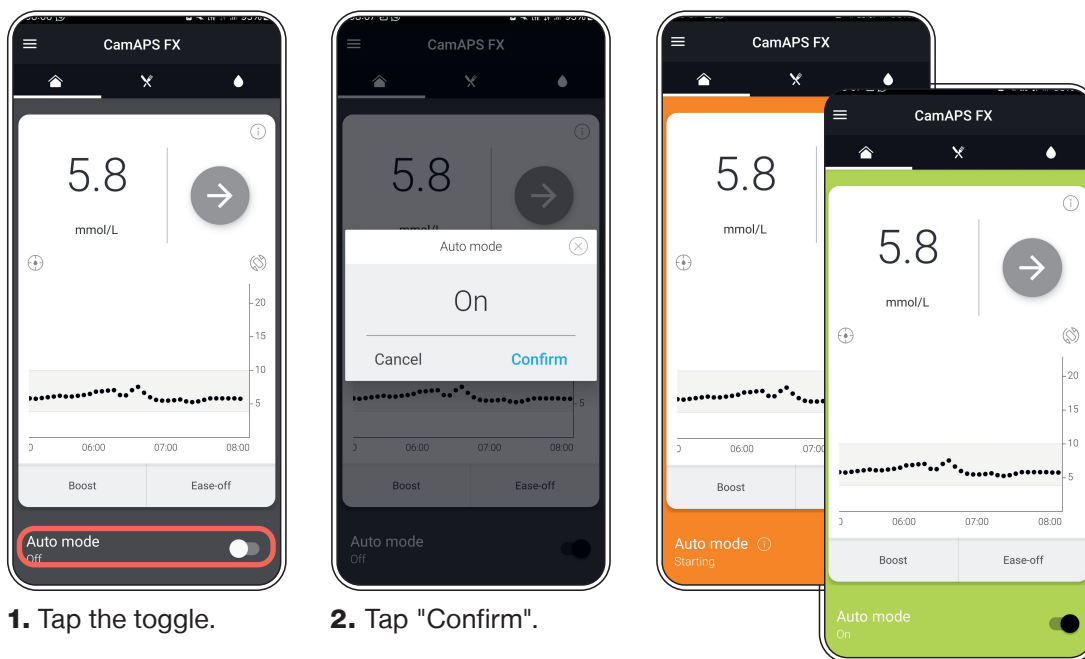 CamAPS FX
5.8
mmol/L
20
15
10
5
06:00 07:00 08:00
Boost Ease-off
Auto mode
Off
1. Tap the toggle.
CamAPS FX
5.8
Auto mode
On
Cancel Confirm
5
06:00 07:00 08:00
Boost Ease-off
Auto mode
Off
2. Tap "Confirm".
CamAPS FX
5.8
mmol/L
06:00
Boost
Auto mode
Starting
CamAPS FX
5.8
mmol/L
20
15
10
5
06:00 07:00 08:00
Boost Ease-off
Auto mode
On